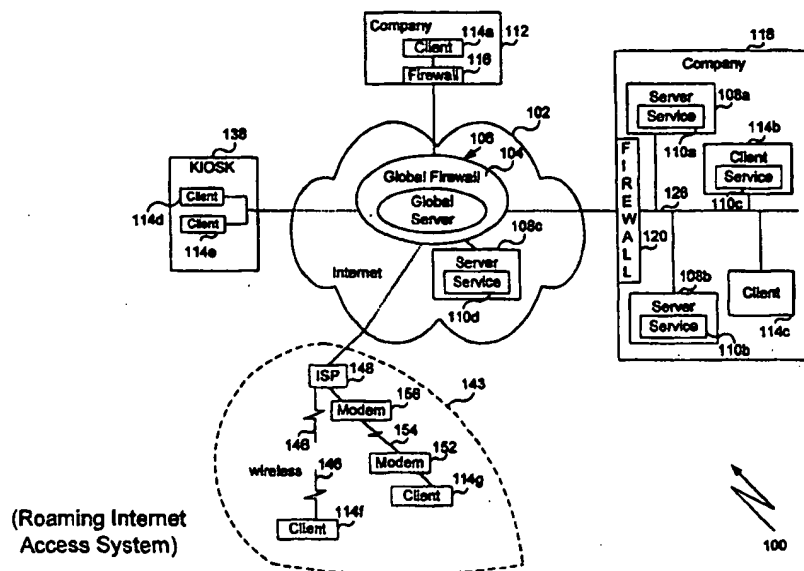 Company
114a
112
Client
116
Firewall
118
Company
Server
108a
Service
114b
110a
Client
Service
110c
FIREWALL
126
120
108b
Server
Service
Client
110b
114c
102
106
104
Global Firewall
Global
Server
108c
Server
Service
Internet
110d
138
KIOSK
Client
114d
Client
114e
148
ISP
143
156
Modem
154
146
152
Modem
wireless
146
114g
Client
114f
Client
(Roaming Internet
Access System)
100